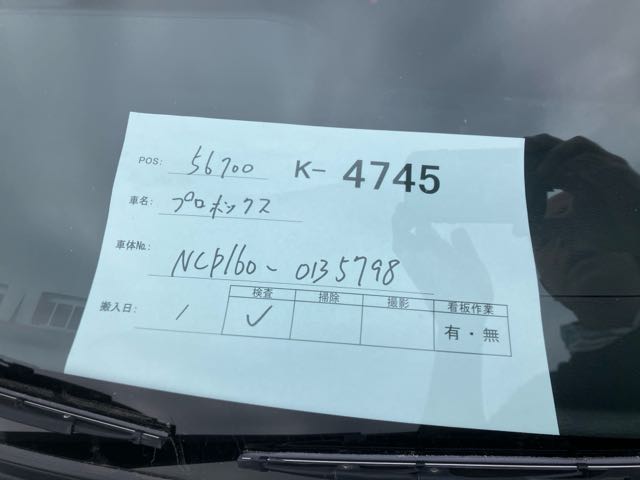 POS: 56700 K- 4745
車名: プロボックス
車体No.: NCP160-0135798
検査 掃除 撮影 看板作業
搬入日: / ✓ 有・無